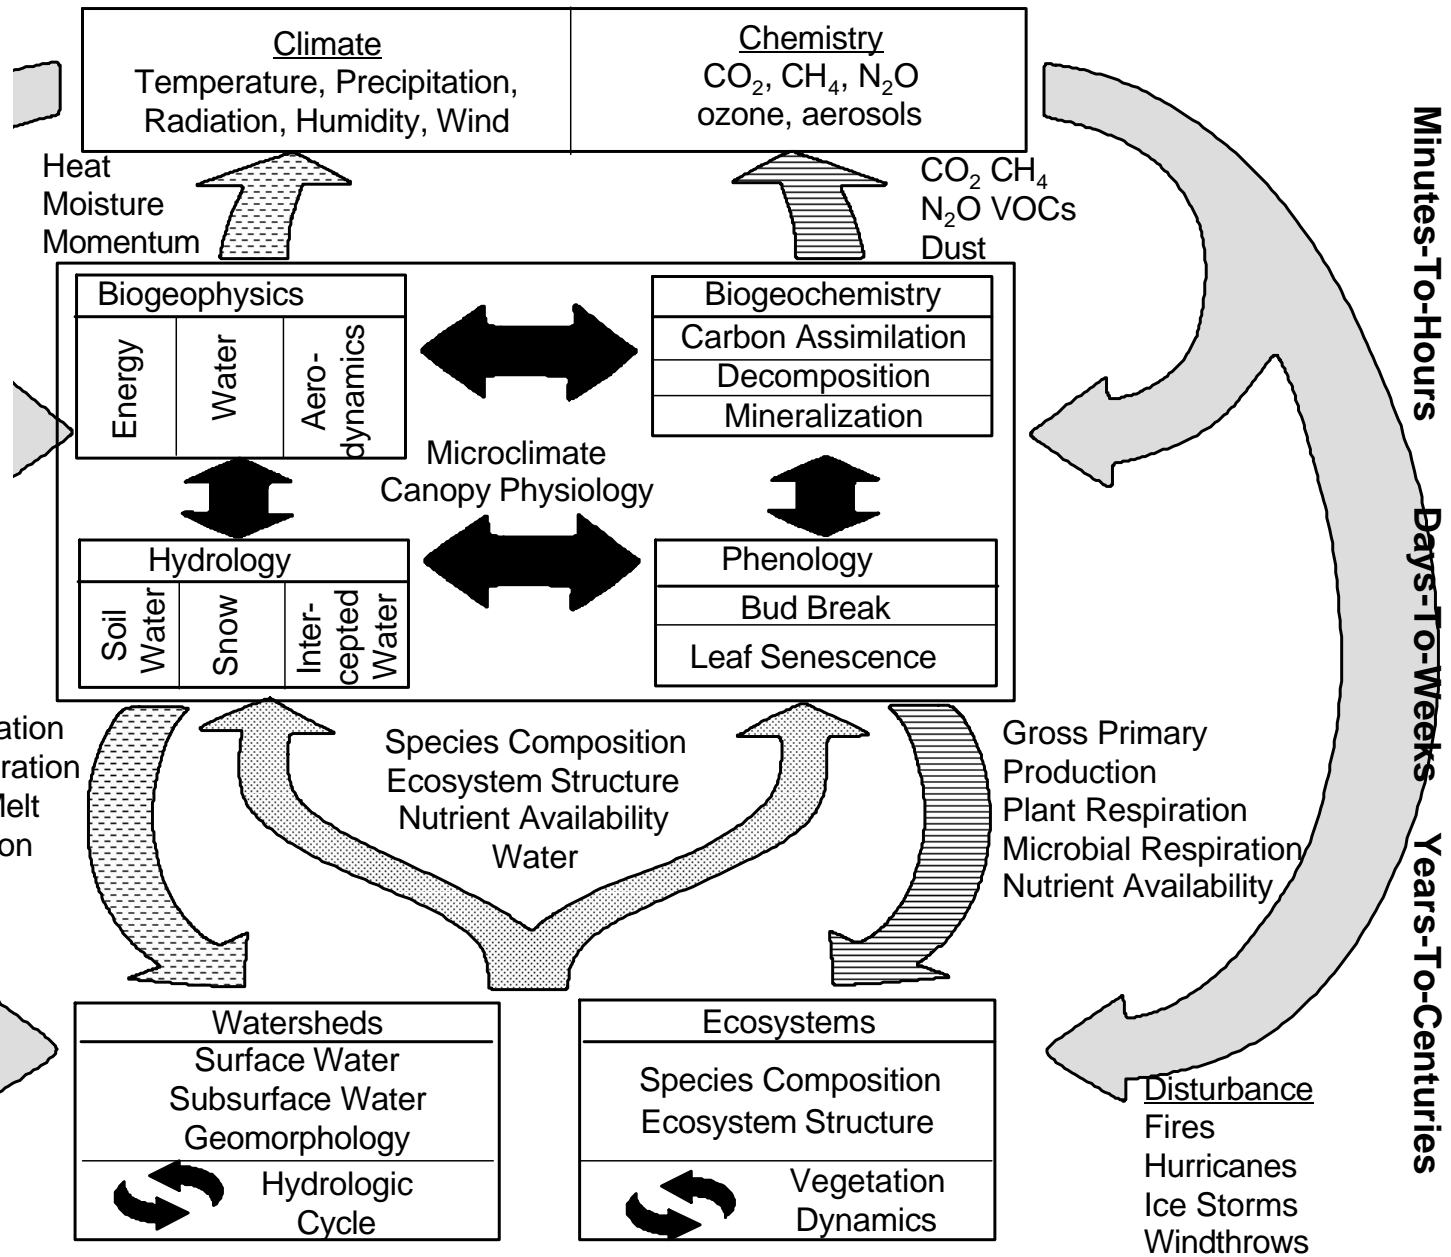 Climate
Temperature, Precipitation,
Radiation, Humidity, Wind
Chemistry
CO₂, CH₄, N₂O
ozone, aerosols
Heat
Moisture
Momentum
CO₂ CH₄
N₂O VOCs
Dust
Minutes-To-Hours
Biogeophysics
Energy
Water
Aero-
dynamics
Biogeochemistry
Carbon Assimilation
Decomposition
Mineralization
Microclimate
Canopy Physiology
Hydrology
Soil
Water
Snow
Inter-
cepted
Water
Phenology
Bud Break
Leaf Senescence
Days-To-Weeks
Species Composition
Ecosystem Structure
Nutrient Availability
Water
Gross Primary
Production
Plant Respiration
Microbial Respiration
Nutrient Availability
Years-To-Centuries
Watersheds
Surface Water
Subsurface Water
Geomorphology
Hydrologic
Cycle
Ecosystems
Species Composition
Ecosystem Structure
Vegetation
Dynamics
Disturbance
Fires
Hurricanes
Ice Storms
Windthrows